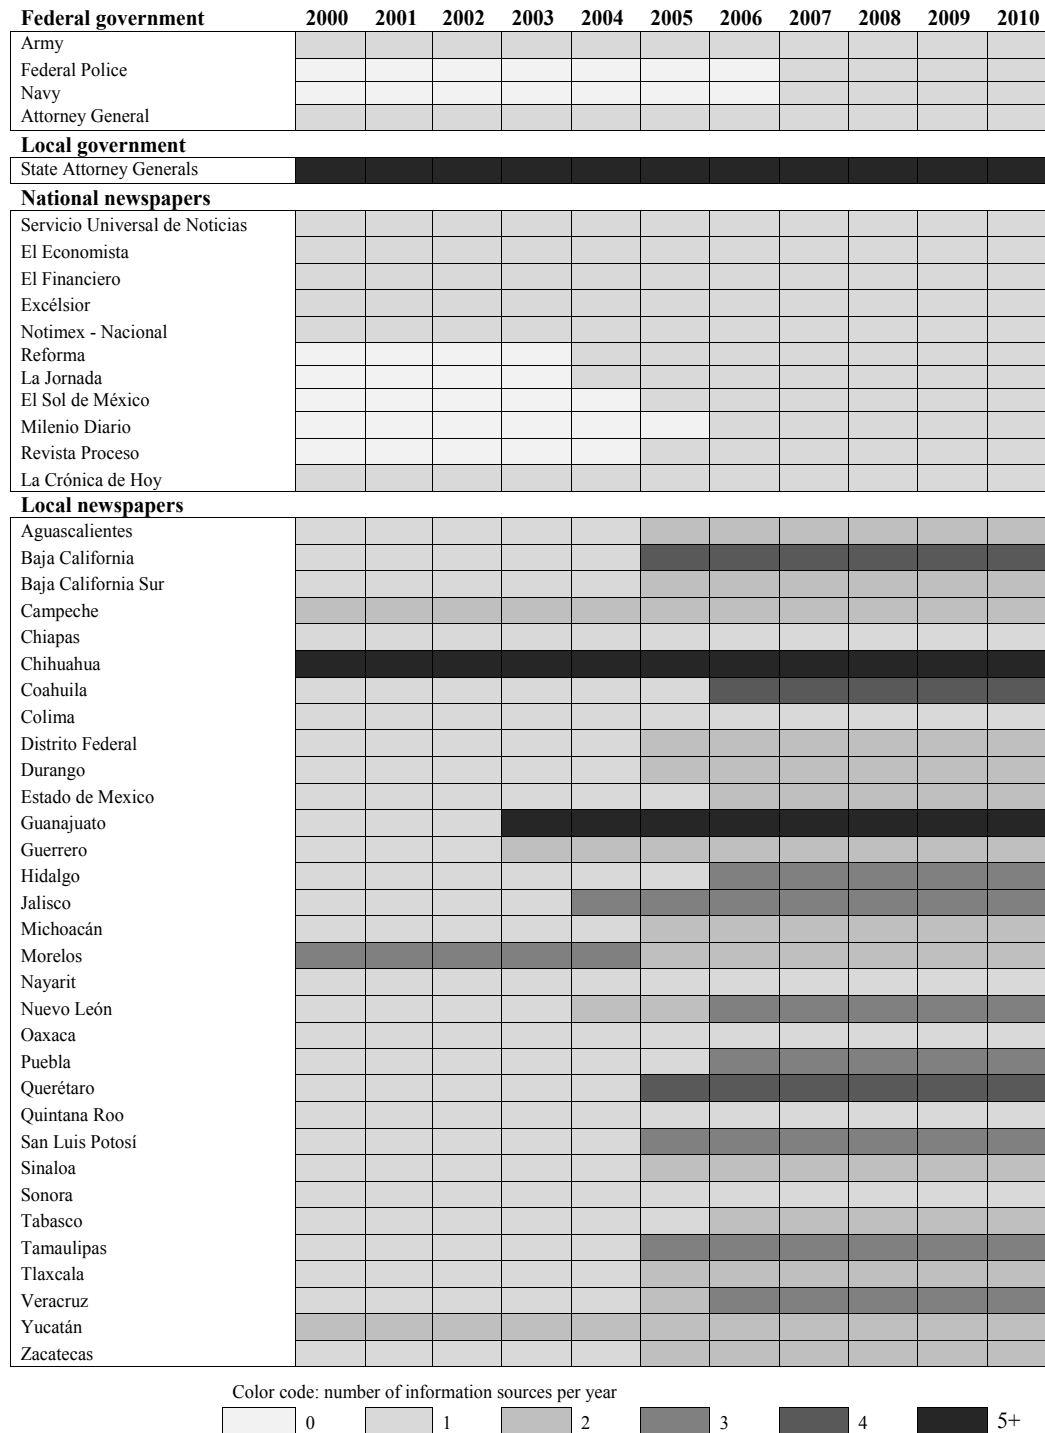 Federal government 2000 2001 2002 2003 2004 2005 2006 2007 2008 2009 2010
Army
Federal Police
Navy
Attorney General
Local government
State Attorney Generals
National newspapers
Servicio Universal de Noticias
El Economista
El Financiero
Excélsior
Notimex - Nacional
Reforma
La Jornada
El Sol de México
Milenio Diario
Revista Proceso
La Crónica de Hoy
Local newspapers
Aguascalientes
Baja California
Baja California Sur
Campeche
Chiapas
Chihuahua
Coahuila
Colima
Distrito Federal
Durango
Estado de Mexico
Guanajuato
Guerrero
Hidalgo
Jalisco
Michoacán
Morelos
Nayarit
Nuevo León
Oaxaca
Puebla
Querétaro
Quintana Roo
San Luis Potosí
Sinaloa
Sonora
Tabasco
Tamaulipas
Tlaxcala
Veracruz
Yucatán
Zacatecas
Color code: number of information sources per year
0 1 2 3 4 5+